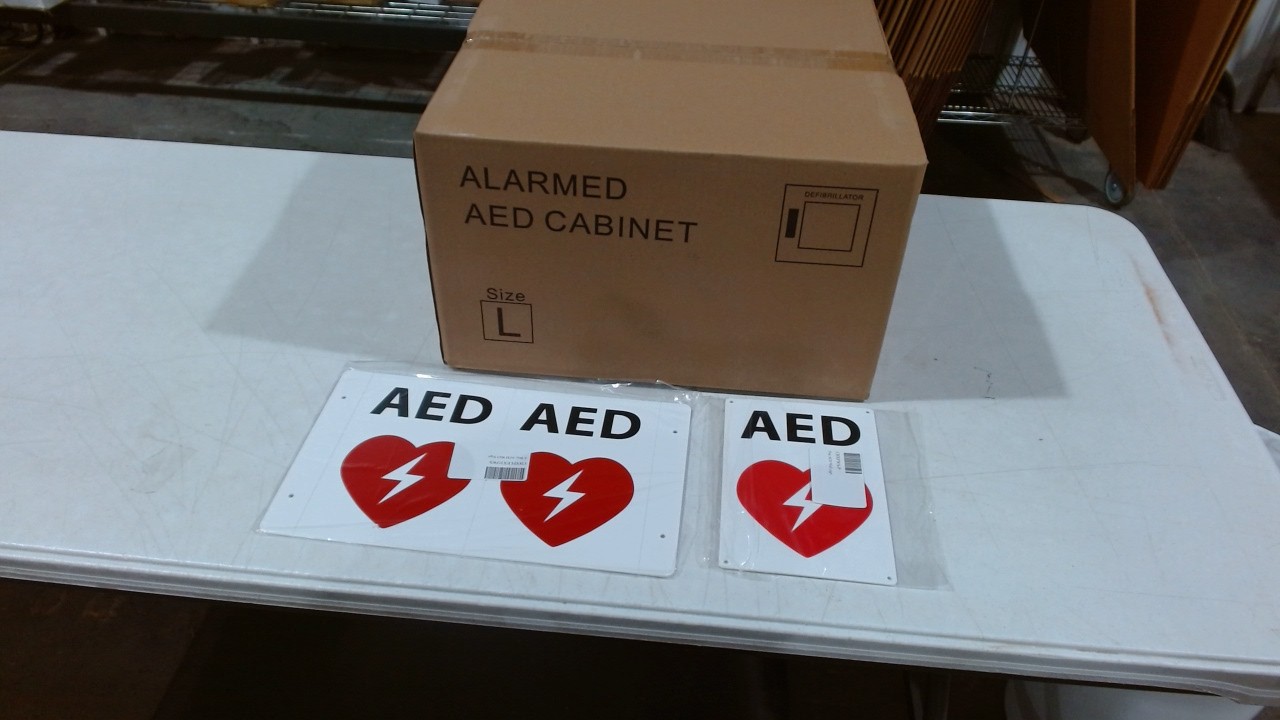 ALARMED
AED CABINET
DEFIBRILLATOR
Size
L
AED AED
AED